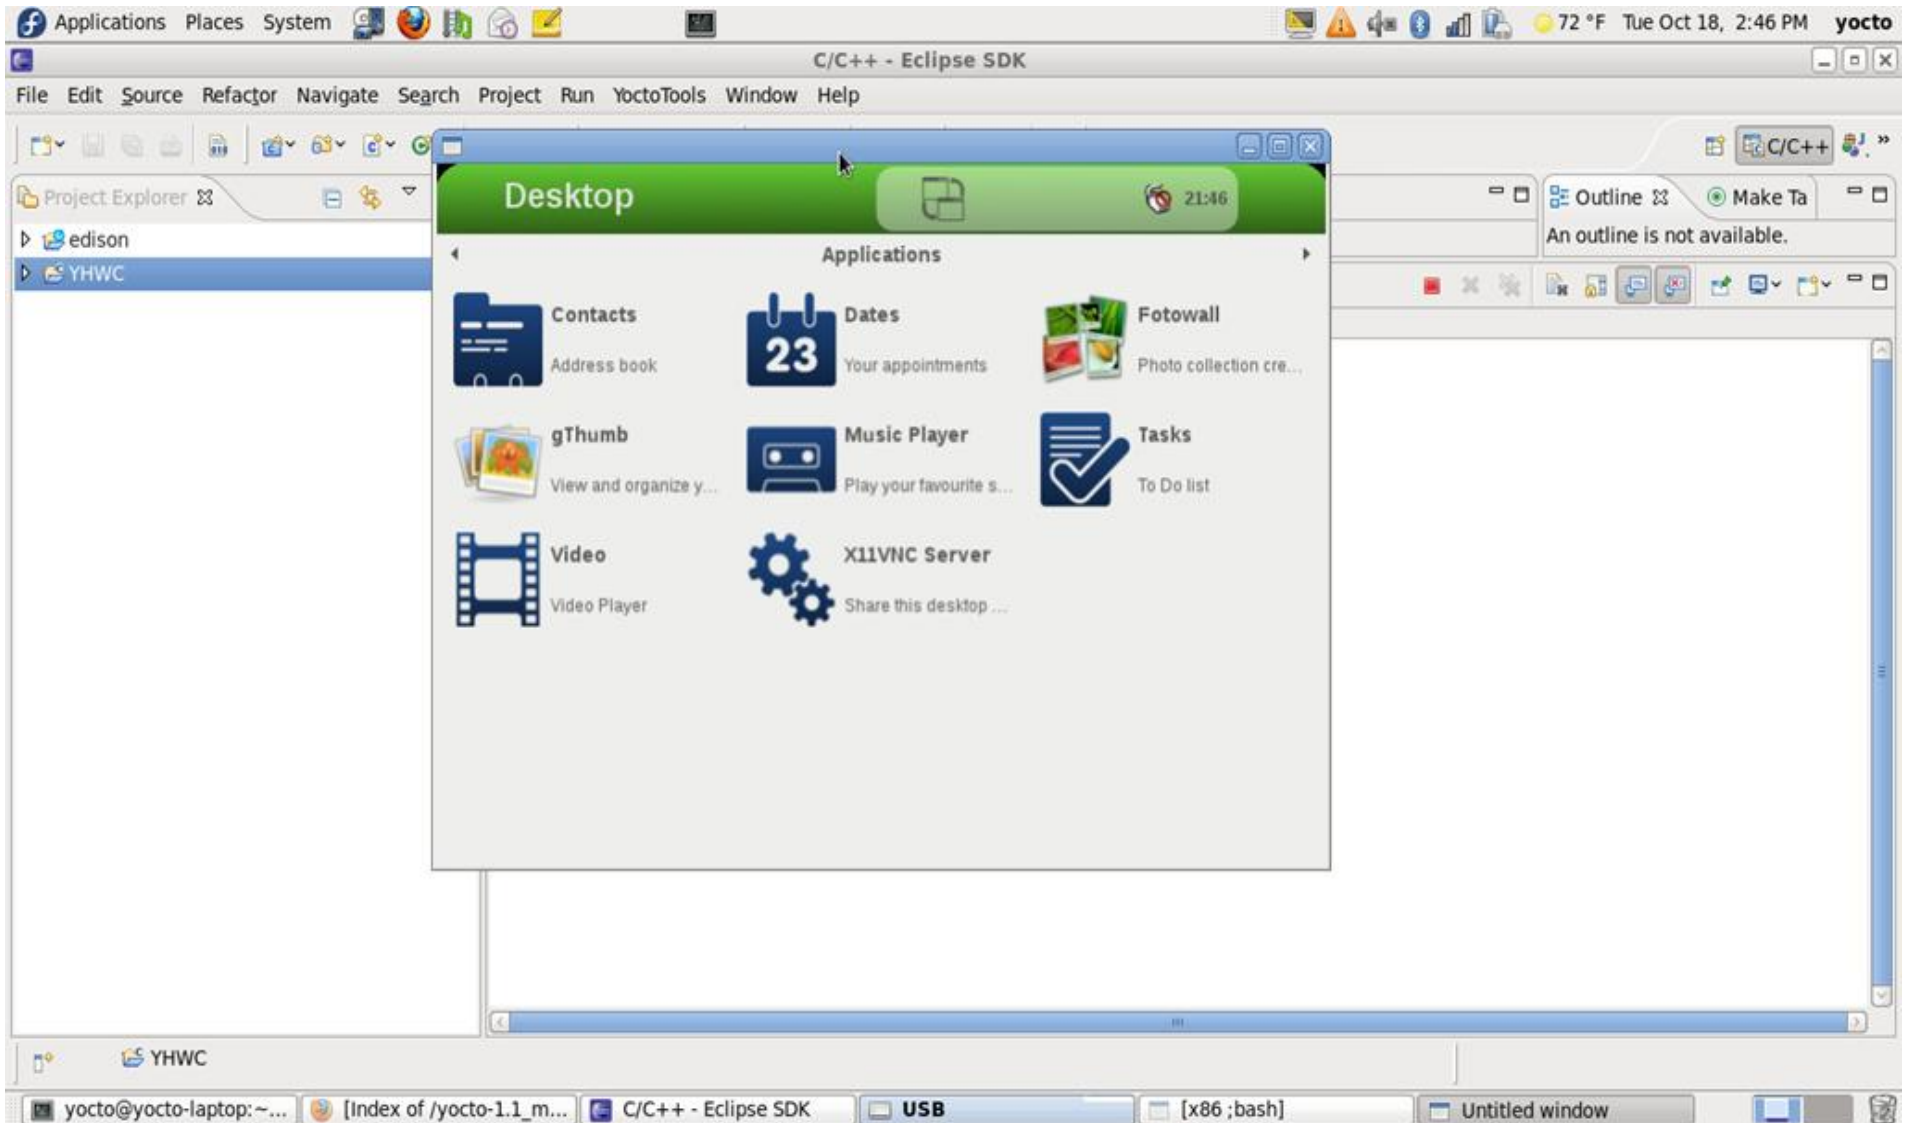 Applications Places System 72 °F Tue Oct 18, 2:46 PM yocto
C/C++ - Eclipse SDK
File Edit Source Refactor Navigate Search Project Run YoctoTools Window Help
C/C++
Project Explorer
Outline Make Ta
An outline is not available.
edison
YHWC
Desktop 21:46
Applications
Contacts
Address book
Dates
23
Your appointments
Fotowall
Photo collection cre...
gThumb
View and organize y...
Music Player
Play your favourite s...
Tasks
To Do list
Video
Video Player
X11VNC Server
Share this desktop ...
YHWC
yocto@yocto-laptop:~... [Index of /yocto-1.1_m... C/C++ - Eclipse SDK USB [x86 ;bash] Untitled window